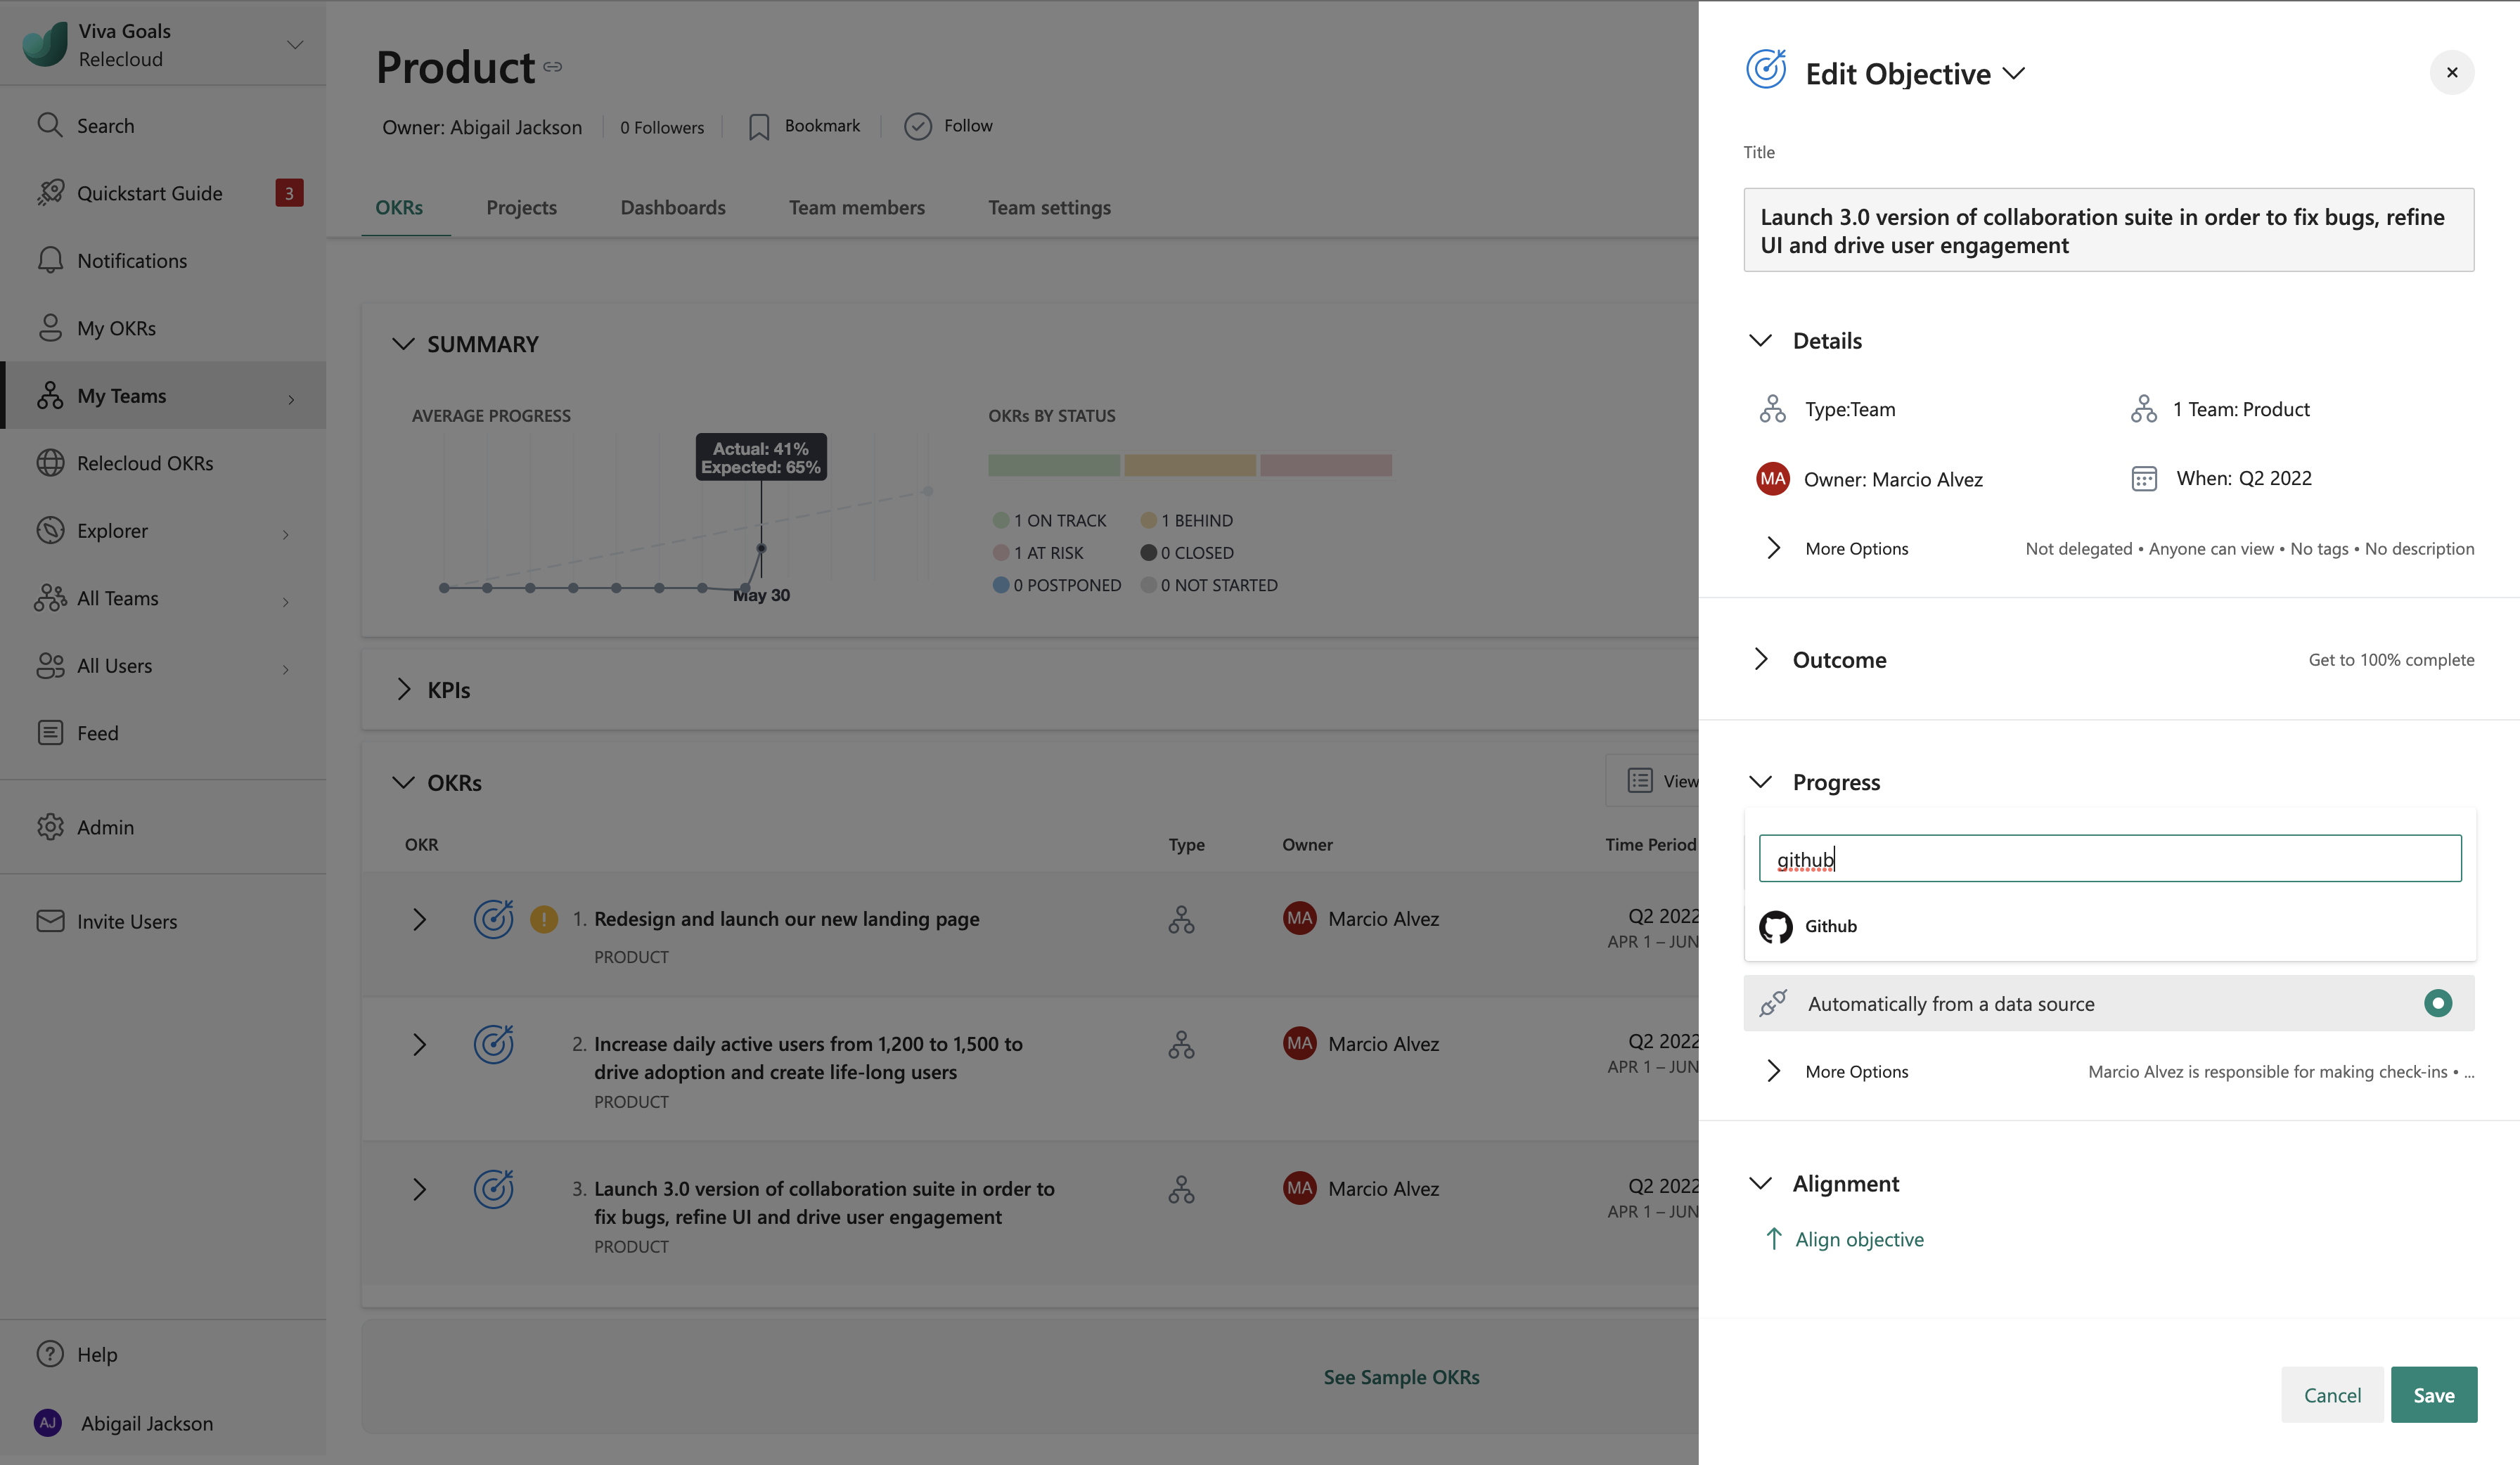 Viva Goals
Relecloud
Search
Quickstart Guide
3
Notifications
My OKRs
My Teams
Relecloud OKRs
Explorer
All Teams
All Users
Feed
Admin
Invite Users
Help
AJ
Abigail Jackson
Product
Owner: Abigail Jackson
0 Followers
Bookmark
Follow
OKRs
Projects
Dashboards
Team members
Team settings
SUMMARY
AVERAGE PROGRESS
Actual: 41%
Expected: 65%
May 30
OKRs BY STATUS
1 ON TRACK
1 BEHIND
1 AT RISK
0 CLOSED
0 POSTPONED
0 NOT STARTED
KPIs
OKRs
View
OKR
Type
Owner
Time Period
1. Redesign and launch our new landing page
PRODUCT
MA
Marcio Alvez
Q2 2022
APR 1 – JUN
2. Increase daily active users from 1,200 to 1,500 to
drive adoption and create life-long users
PRODUCT
MA
Marcio Alvez
Q2 2022
APR 1 – JUN
3. Launch 3.0 version of collaboration suite in order to
fix bugs, refine UI and drive user engagement
PRODUCT
MA
Marcio Alvez
Q2 2022
APR 1 – JUN
See Sample OKRs
Edit Objective
Title
Launch 3.0 version of collaboration suite in order to fix bugs, refine
UI and drive user engagement
Details
Type:Team
1 Team: Product
MA
Owner: Marcio Alvez
When: Q2 2022
More Options
Not delegated • Anyone can view • No tags • No description
Outcome
Get to 100% complete
Progress
github
Github
Automatically from a data source
More Options
Marcio Alvez is responsible for making check-ins • ...
Alignment
Align objective
Cancel
Save